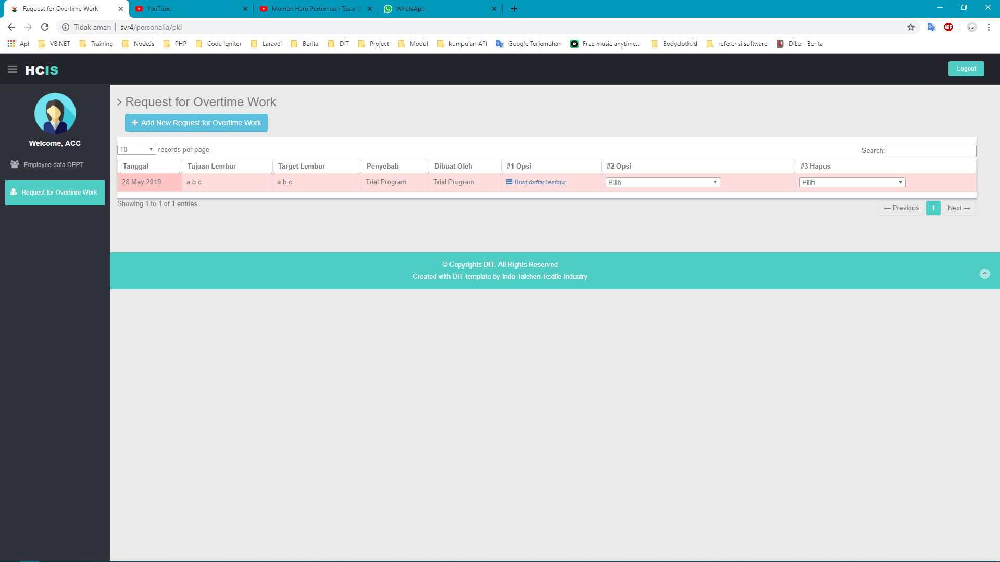 Request for Overtime Work
YouTube
Momen Haru Pertemuan Tessy D
WhatsApp
Tidak aman | svr4/personalia/pkl
ABP
Apl VB.NET Training NodeJs PHP Code Igniter Laravel Berita DIT Project Modul kumpulan API Google Terjemahan Free music anytime... Bodycloth.id referensi software DILo - Berita
HCIS
Logout
Welcome, ACC
Employee data DEPT
Request for Overtime Work
Request for Overtime Work
Add New Request for Overtime Work
10 records per page
Search:
Tanggal Tujuan Lembur Target Lembur Penyebab Dibuat Oleh #1 Opsi #2 Opsi #3 Hapus
28 May 2019 a b c a b c Trial Program Trial Program Buat daftar lembur Pilih Pilih
Showing 1 to 1 of 1 entries
← Previous 1 Next →
© Copyrights DIT. All Rights Reserved
Created with DIT template by Indo Taichen Textile Industry